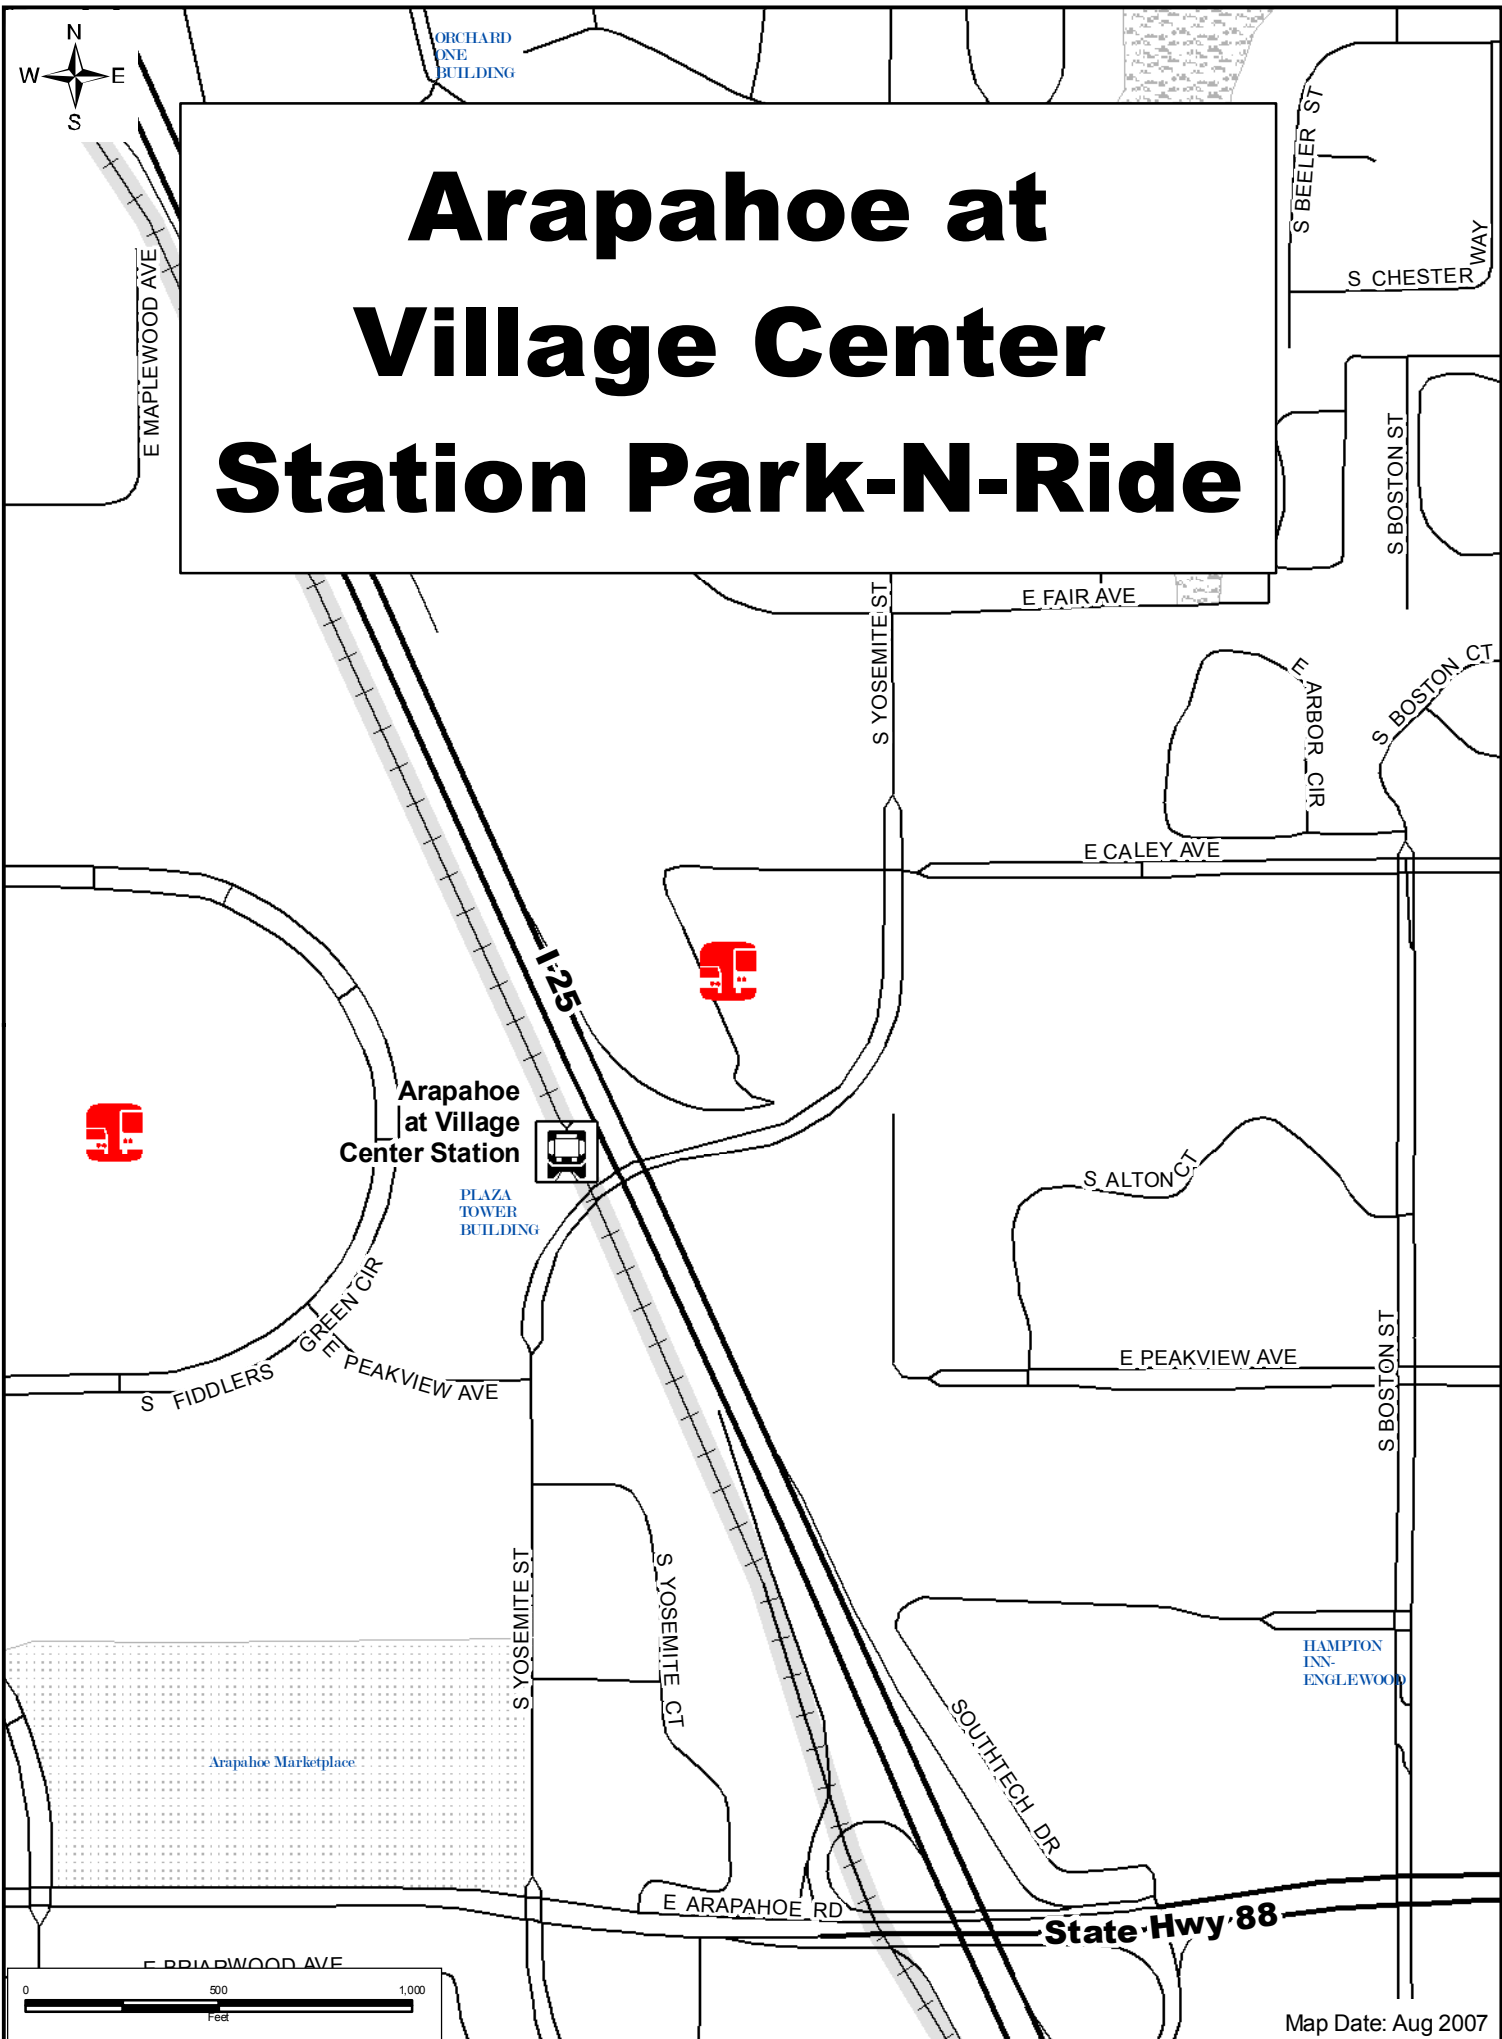 N
W E
S
ORCHARD
ONE
BUILDING
Arapahoe at
Village Center
Station Park-N-Ride
S BEELER ST
S CHESTER WAY
E MAPLEWOOD AVE
S BOSTON ST
E FAIR AVE
S YOSEMITE ST
E ARBOR CIR
S BOSTON CT
E CALEY AVE
I-25
Arapahoe
at Village
Center Station
PLAZA
TOWER
BUILDING
S ALTON CT
S FIDDLERS GREEN CIR
E PEAKVIEW AVE
E PEAKVIEW AVE
S BOSTON ST
S YOSEMITE ST
S YOSEMITE CT
HAMPTON
INN-
ENGLEWOOD
SOUTHTECH DR
Arapahoe Marketplace
E ARAPAHOE RD
State Hwy 88
E BRIARWOOD AVE
0 500 1,000
Feet
Map Date: Aug 2007